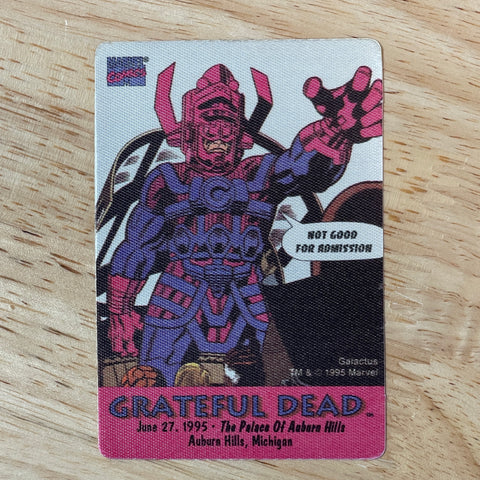 MARVEL
COMICS
®
G
NOT GOOD
FOR ADMISSION
Galactus
TM & © 1995 Marvel
GRATEFUL DEAD™
June 27, 1995 • The Palace Of Auburn Hills
Auburn Hills, Michigan